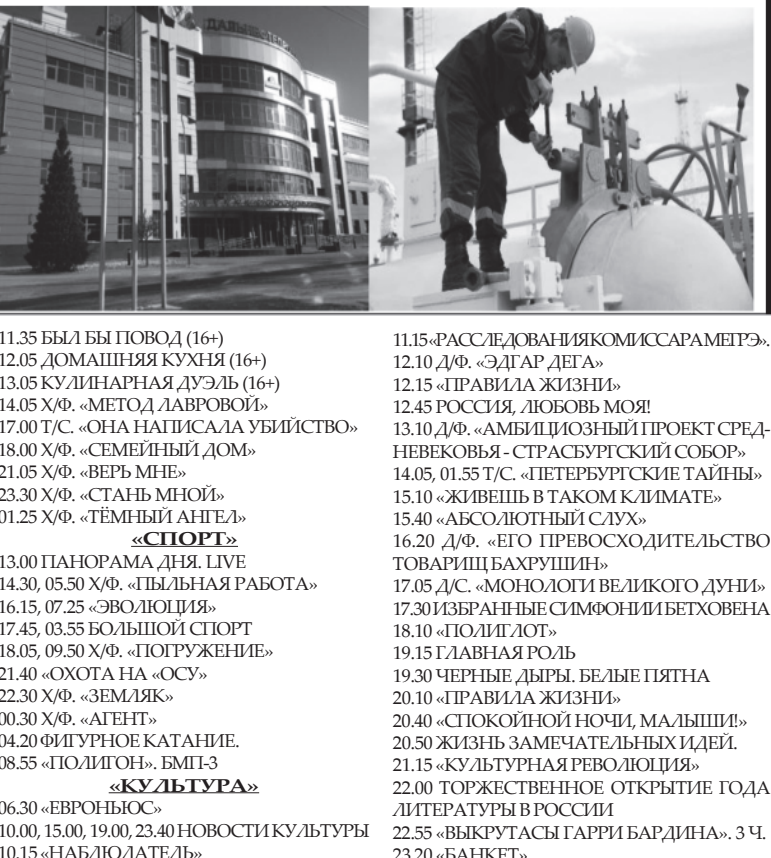 11.35 БЫЛ БЫ ПОВОД (16+)
12.05 ДОМАШНЯЯ КУХНЯ (16+)
13.05 КУЛИНАРНАЯ ДУЭЛЬ (16+)
14.05 Х/Ф. «МЕТОД ЛАВРОВОЙ»
17.00 Т/С. «ОНА НАПИСАЛА УБИЙСТВО»
18.00 Х/Ф. «СЕМЕЙНЫЙ ДОМ»
21.05 Х/Ф. «ВЕРЬ МНЕ»
23.30 Х/Ф. «СТАНЬ МНОЙ»
01.25 Х/Ф. «ТЁМНЫЙ АНГЕЛ»
«СПОРТ»
13.00 ПАНОРАМА ДНЯ. LIVE
14.30, 05.50 Х/Ф. «ПЫЛЬНАЯ РАБОТА»
16.15, 07.25 «ЭВОЛЮЦИЯ»
17.45, 03.55 БОЛЬШОЙ СПОРТ
18.05, 09.50 Х/Ф. «ПОГРУЖЕНИЕ»
21.40 «ОХОТА НА «ОСУ»
22.30 Х/Ф. «ЗЕМЛЯК»
00.30 Х/Ф. «АГЕНТ»
04.20 ФИГУРНОЕ КАТАНИЕ.
08.55 «ПОЛИГОН». БМП-3
«КУЛЬТУРА»
06.30 «ЕВРОНЬЮС»
10.00, 15.00, 19.00, 23.40 НОВОСТИ КУЛЬТУРЫ
10.15 «НАБЛЮДАТЕЛЬ»
11.15 «РАССЛЕДОВАНИЯ КОМИССАРА МЕГРЭ».
12.10 Д/Ф. «ЭДГАР ДЕГА»
12.15 «ПРАВИЛА ЖИЗНИ»
12.45 РОССИЯ, ЛЮБОВЬ МОЯ!
13.10 Д/Ф. «АМБИЦИОЗНЫЙ ПРОЕКТ СРЕД-
НЕВЕКОВЬЯ - СТРАСБУРГСКИЙ СОБОР»
14.05, 01.55 Т/С. «ПЕТЕРБУРГСКИЕ ТАЙНЫ»
15.10 «ЖИВЕШЬ В ТАКОМ КЛИМАТЕ»
15.40 «АБСОЛЮТНЫЙ СЛУХ»
16.20 Д/Ф. «ЕГО ПРЕВОСХОДИТЕЛЬСТВО
ТОВАРИЩ БАХРУШИН»
17.05 Д/С. «МОНОЛОГИ ВЕЛИКОГО ДУНИ»
17.30 ИЗБРАННЫЕ СИМФОНИИ БЕТХОВЕНА
18.10 «ПОЛИГЛОТ»
19.15 ГЛАВНАЯ РОЛЬ
19.30 ЧЕРНЫЕ ДЫРЫ. БЕЛЫЕ ПЯТНА
20.10 «ПРАВИЛА ЖИЗНИ»
20.40 «СПОКОЙНОЙ НОЧИ, МАЛЫШИ!»
20.50 ЖИЗНЬ ЗАМЕЧАТЕЛЬНЫХ ИДЕЙ.
21.15 «КУЛЬТУРНАЯ РЕВОЛЮЦИЯ»
22.00 ТОРЖЕСТВЕННОЕ ОТКРЫТИЕ ГОДА
ЛИТЕРАТУРЫ В РОССИИ
22.55 «ВЫКРУТАСЫ ГАРРИ БАРДИНА». 3 Ч.
23.20 «БАНКЕТ»